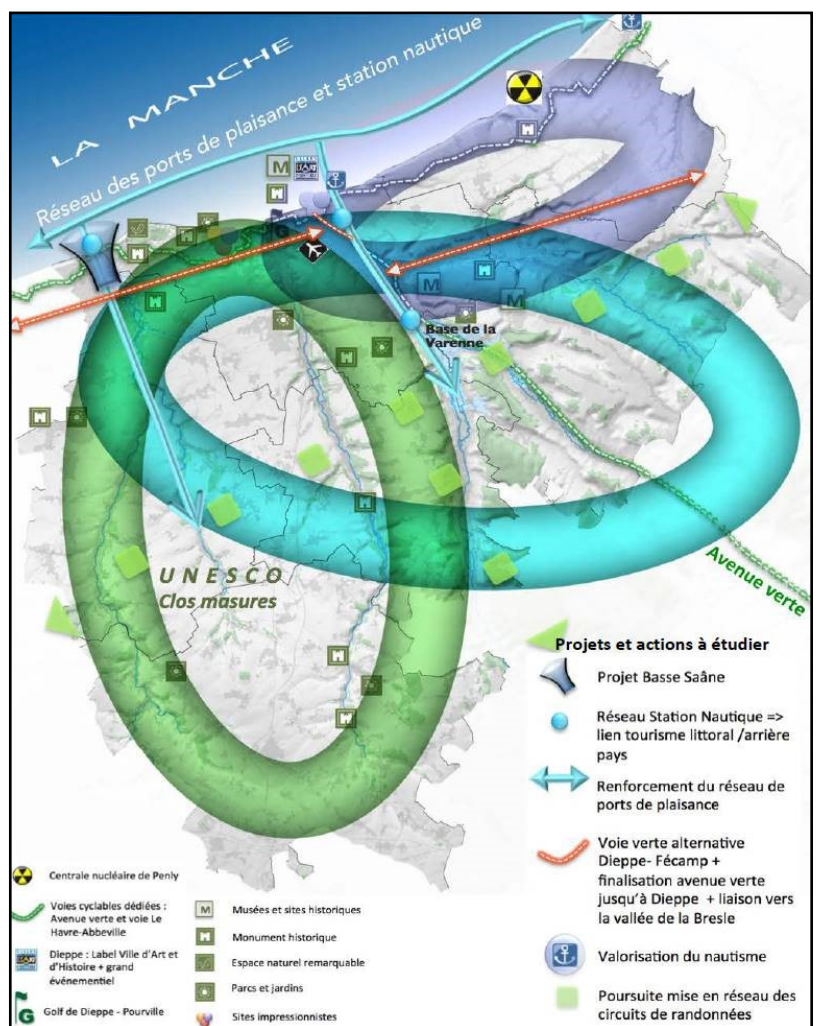 LA MANCHE
Réseau des ports de plaisance et station nautique
M
G
Base de la
Varenne
M
M
UNESCO
Clos masures
Avenue verte
Projets et actions à étudier
Projet Basse Saâne
Réseau Station Nautique =>
lien tourisme littoral /arrière
pays
Renforcement du réseau de
ports de plaisance
Voie verte alternative
Dieppe- Fécamp +
finalisation avenue verte
jusqu'à Dieppe + liaison vers
la vallée de la Bresle
Valorisation du nautisme
Poursuite mise en réseau des
circuits de randonnées
Centrale nucléaire de Penly
Voies cyclables dédiées :
Avenue verte et voie Le
Havre-Abbeville
Dieppe : Label Ville d'Art et
d'Histoire + grand
événementiel
G
Golf de Dieppe - Pourville
M
Musées et sites historiques
Monument historique
Espace naturel remarquable
Parcs et jardins
Sites impressionnistes